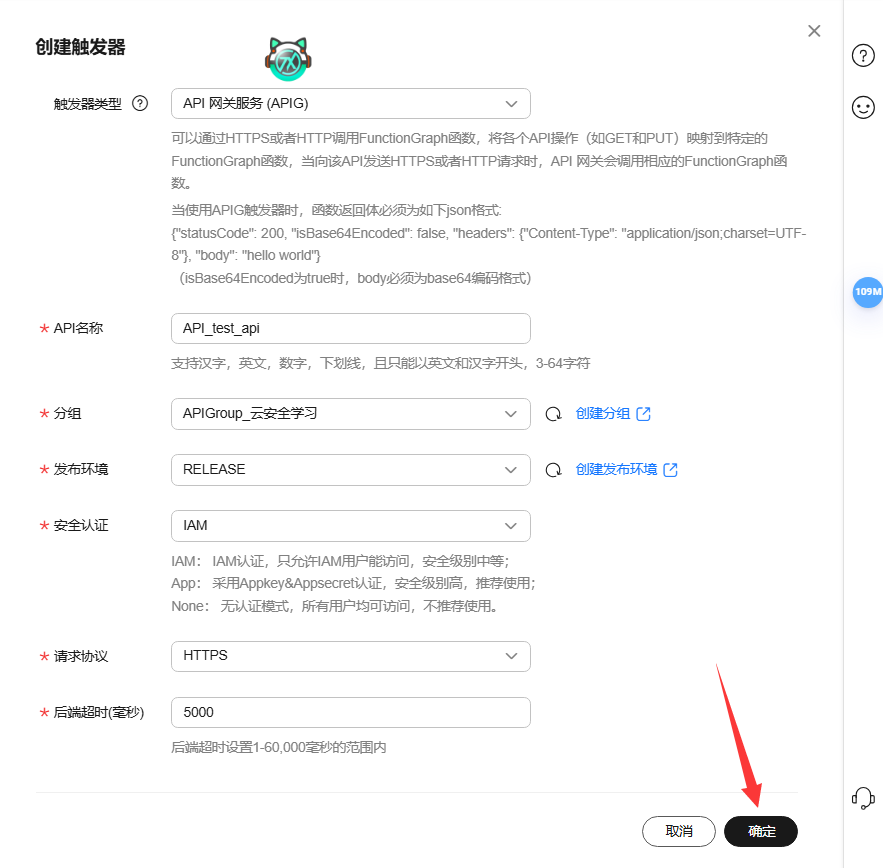 创建触发器
7X
触发器类型
API 网关服务 (APIG)
可以通过HTTPS或者HTTP调用FunctionGraph函数，将各个API操作（如GET和PUT）映射到特定的
FunctionGraph函数，当向该API发送HTTPS或者HTTP请求时，API 网关会调用相应的FunctionGraph函
数。
当使用APIG触发器时，函数返回体必须为如下json格式:
{"statusCode": 200, "isBase64Encoded": false, "headers": {"Content-Type": "application/json;charset=UTF-
8"}, "body": "hello world"}
（isBase64Encoded为true时，body必须为base64编码格式）
109M
* API名称
API_test_api
支持汉字，英文，数字，下划线，且只能以英文和汉字开头，3-64字符
* 分组
APIGroup_云安全学习
创建分组
* 发布环境
RELEASE
创建发布环境
* 安全认证
IAM
IAM： IAM认证，只允许IAM用户能访问，安全级别中等；
App： 采用Appkey&Appsecret认证，安全级别高，推荐使用；
None： 无认证模式，所有用户均可访问，不推荐使用。
* 请求协议
HTTPS
* 后端超时(毫秒)
5000
后端超时设置1-60,000毫秒的范围内
取消
确定